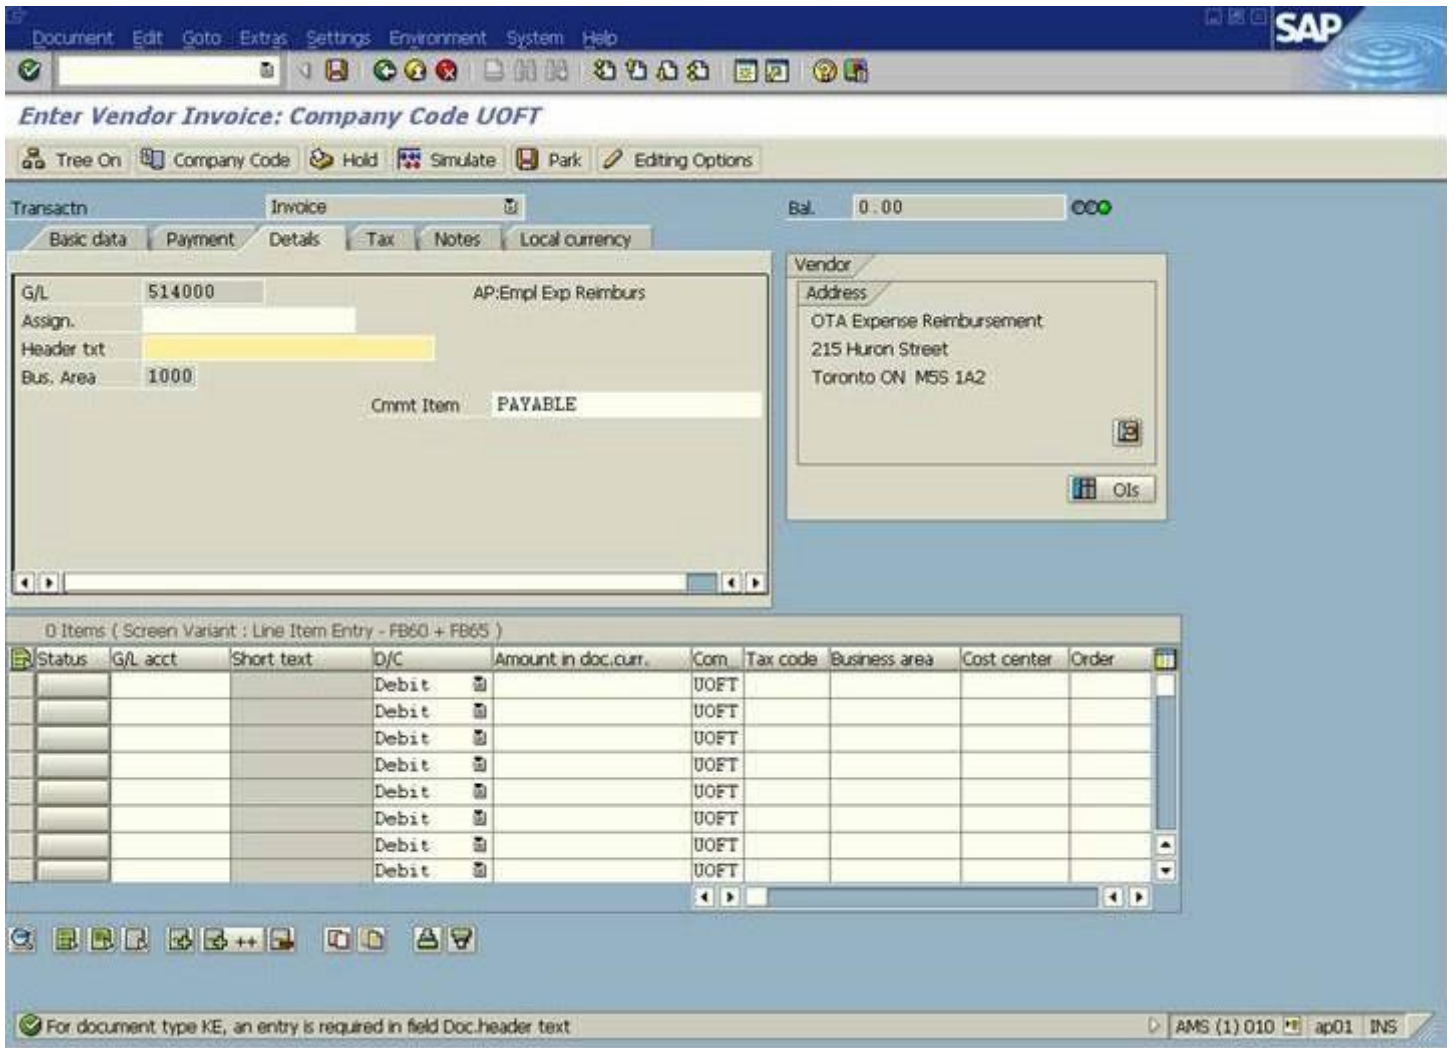 Document Edit Goto Extras Settings Environment System Help
SAP
Enter Vendor Invoice: Company Code UOFT
Tree On Company Code Hold Simulate Park Editing Options
Transactn Invoice Bal. 0.00
Basic data Payment Details Tax Notes Local currency
Vendor
G/L 514000 AP:Empl Exp Reimburs
Address
Assign.
OTA Expense Reimbursement
Header txt
215 Huron Street
Bus. Area 1000
Toronto ON M5S 1A2
Cmmt Item PAYABLE
OIs
0 Items ( Screen Variant : Line Item Entry - FB60 + FB65 )
Status G/L acct Short text D/C Amount in doc.curr. Com Tax code Business area Cost center Order
Debit UOFT
Debit UOFT
Debit UOFT
Debit UOFT
Debit UOFT
Debit UOFT
Debit UOFT
Debit UOFT
++
For document type KE, an entry is required in field Doc.header text
AMS (1) 010 ap01 INS